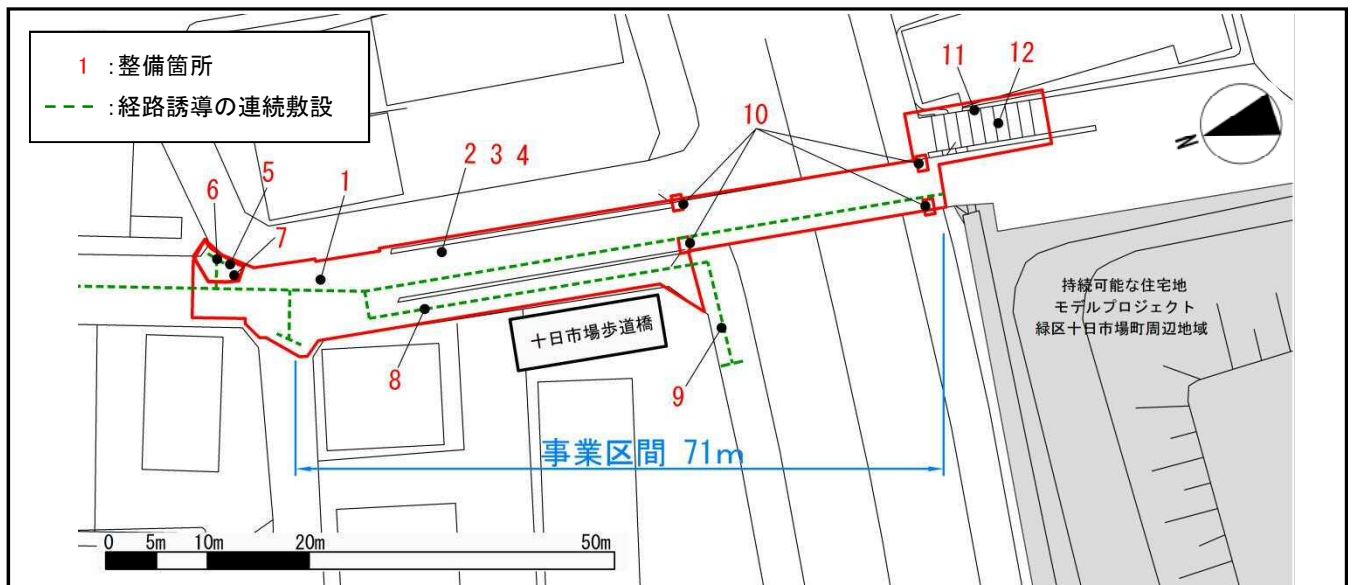 1 :整備箇所
--- :経路誘導の連続敷設
11 12
10
2 3 4
6 5 1
7
N
持続可能な住宅地
モデルプロジェクト
緑区十日市場町周辺地域
十日市場歩道橋
8
9
事業区間 71m
0 5m 10m 20m 50m